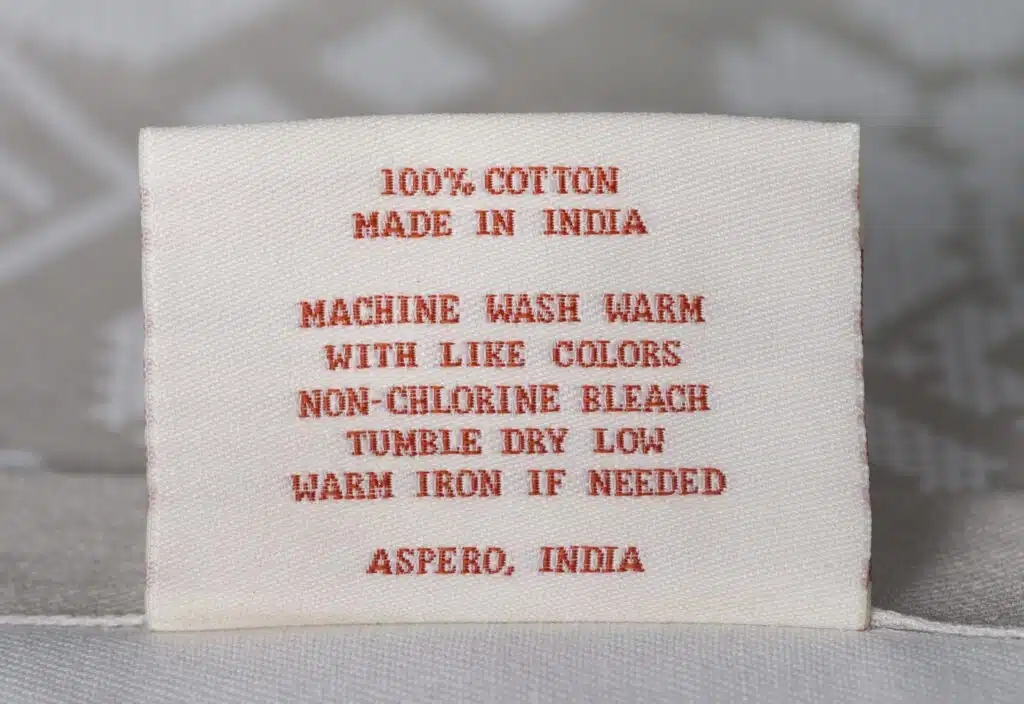 100% COTTON
MADE IN INDIA
MACHINE WASH WARM
WITH LIKE COLORS
NON-CHLORINE BLEACH
TUMBLE DRY LOW
WARM IRON IF NEEDED
ASPERO, INDIA